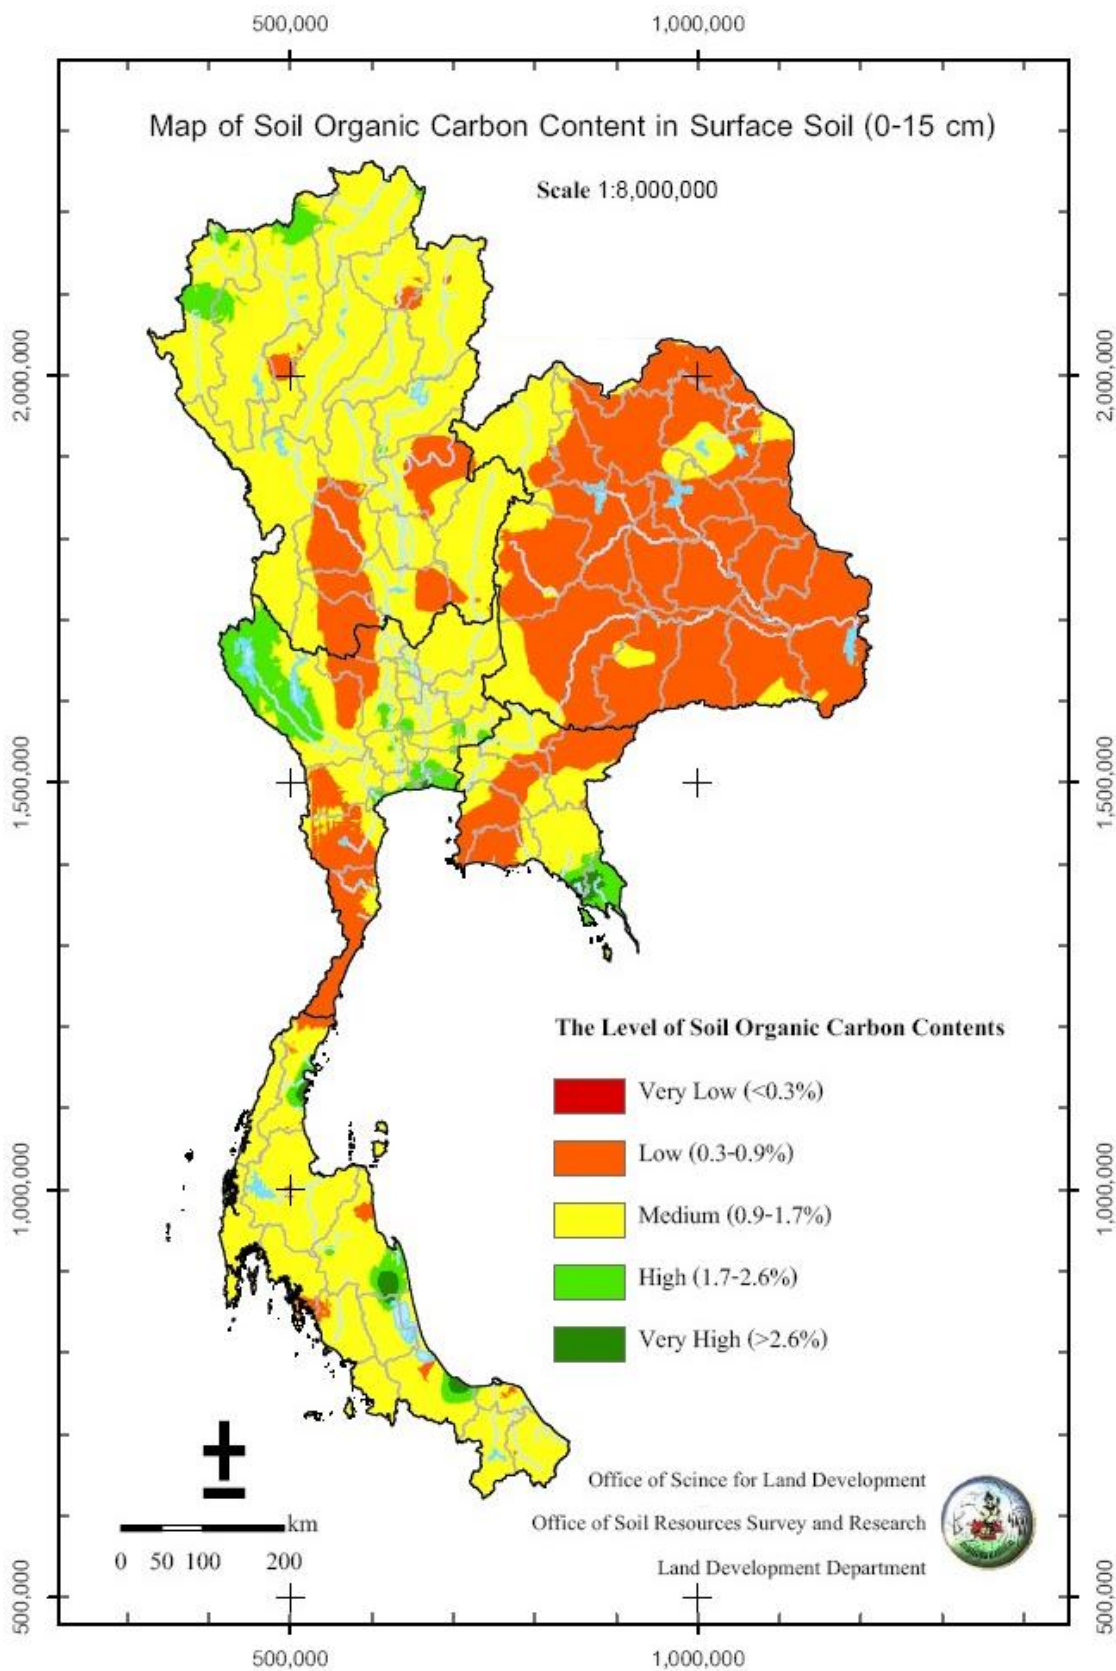 500,000 1,000,000
Map of Soil Organic Carbon Content in Surface Soil (0-15 cm)
Scale 1:8,000,000
2,000,000 2,000,000
1,500,000 1,500,000
The Level of Soil Organic Carbon Contents
Very Low (<0.3%)
Low (0.3-0.9%)
1,000,000 1,000,000
Medium (0.9-1.7%)
High (1.7-2.6%)
Very High (>2.6%)
Office of Scince for Land Development
km
Office of Soil Resources Survey and Research
0 50 100 200
Land Development Department
500,000 500,000
500,000 1,000,000